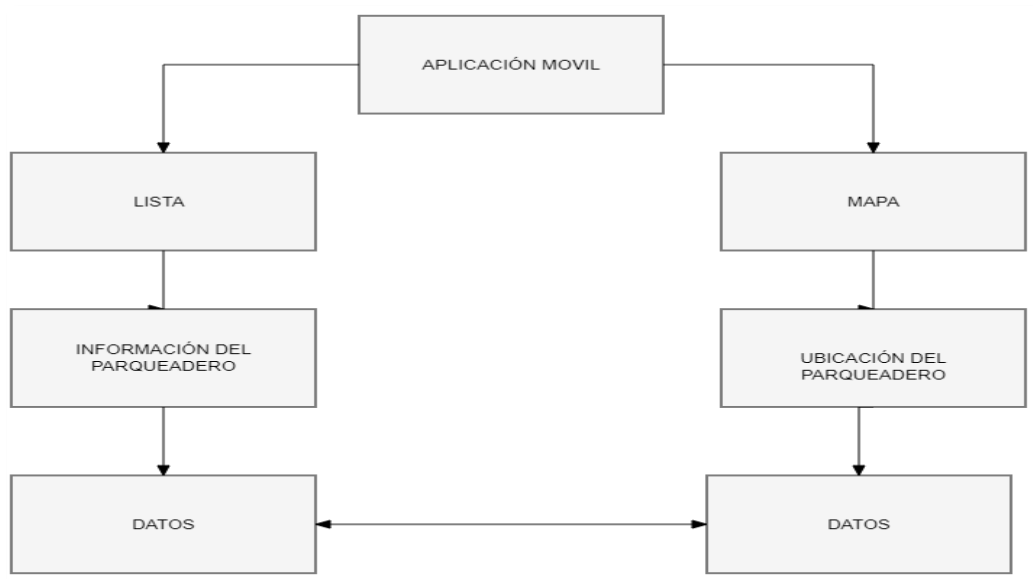 APLICACIÓN MOVIL
LISTA
MAPA
INFORMACIÓN DEL
PARQUEADERO
UBICACIÓN DEL
PARQUEADERO
DATOS
DATOS